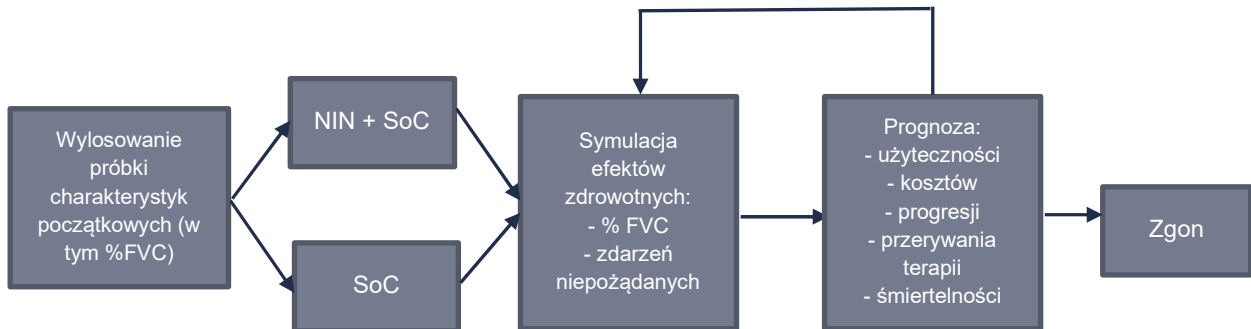 Wylosowanie
próbki
charakterystyk
początkowych (w
tym %FVC)
NIN + SoC
SoC
Symulacja
efektów
zdrowotnych:
- % FVC
- zdarzeń
niepożądanych
Prognoza:
- użyteczności
- kosztów
- progresji
- przerywania
terapii
- śmiertelności
Zgon